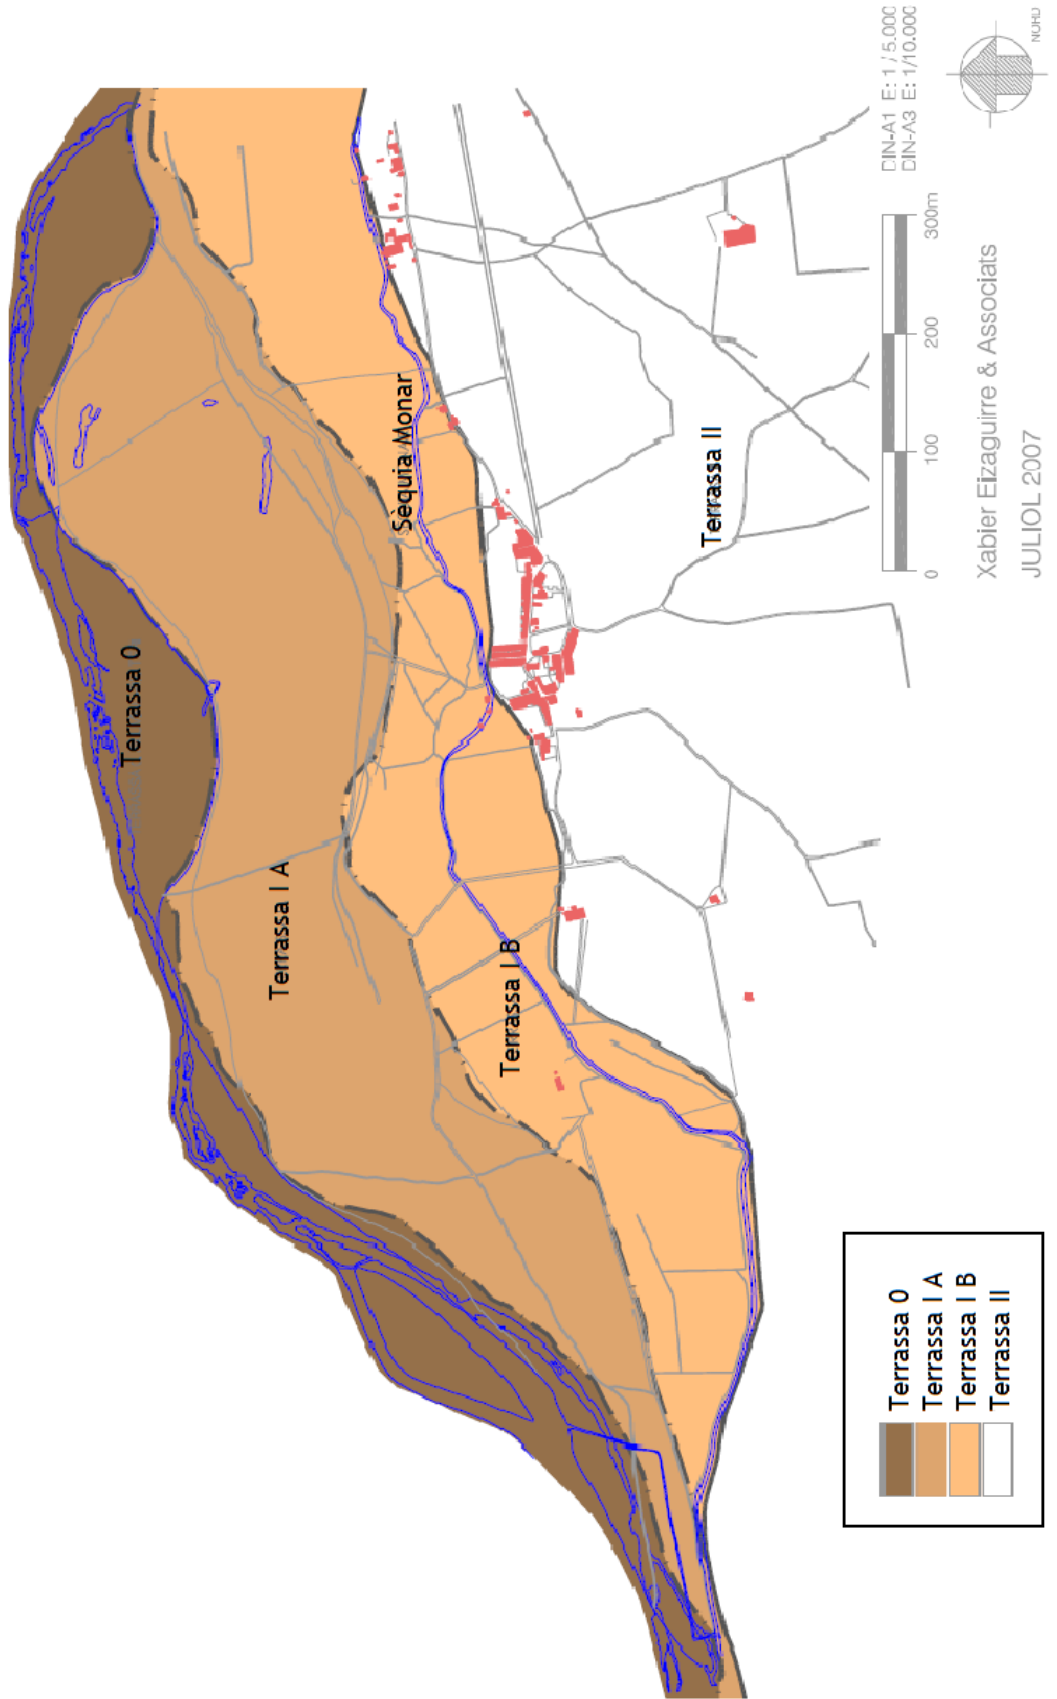 Terrassa 0
Terrassa I A
Sèquia Monar
Terrassa I B
Terrassa II
Terrassa 0
Terrassa I A
Terrassa I B
Terrassa II
0 100 200 300m
DIN-A1 E: 1 / 5.000
DIN-A3 E: 1/10.000
Xabier Eizaguirre & Associats
JULIOL 2007